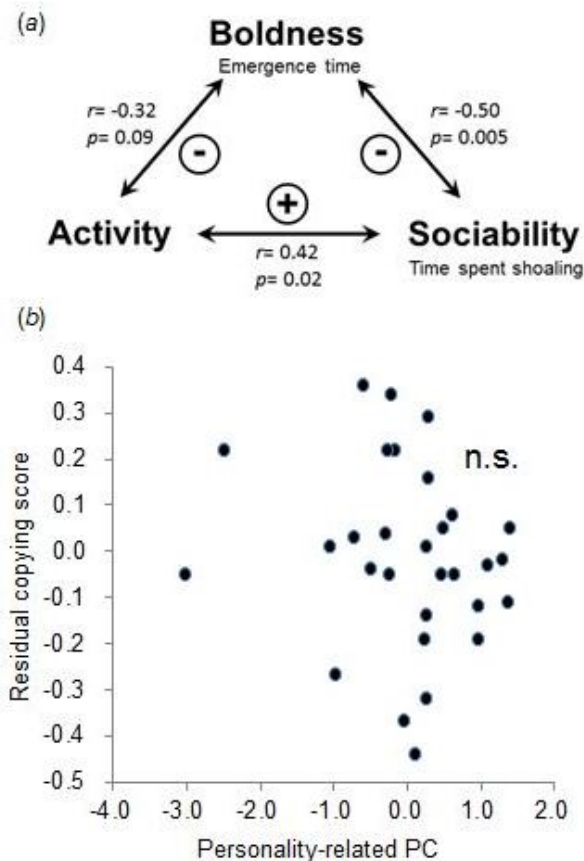 (a)
Boldness
Emergence time
r= -0.32
p= 0.09
-
-
r= -0.50
p= 0.005
+
Activity
Sociability
r= 0.42
p= 0.02
Time spent shoaling
(b)
0.4
0.3
0.2
0.1
0.0
-0.1
-0.2
-0.3
-0.4
-0.5
Residual copying score
n.s.
-4.0 -3.0 -1.0 0.0 1.0 2.0
Personality-related PC